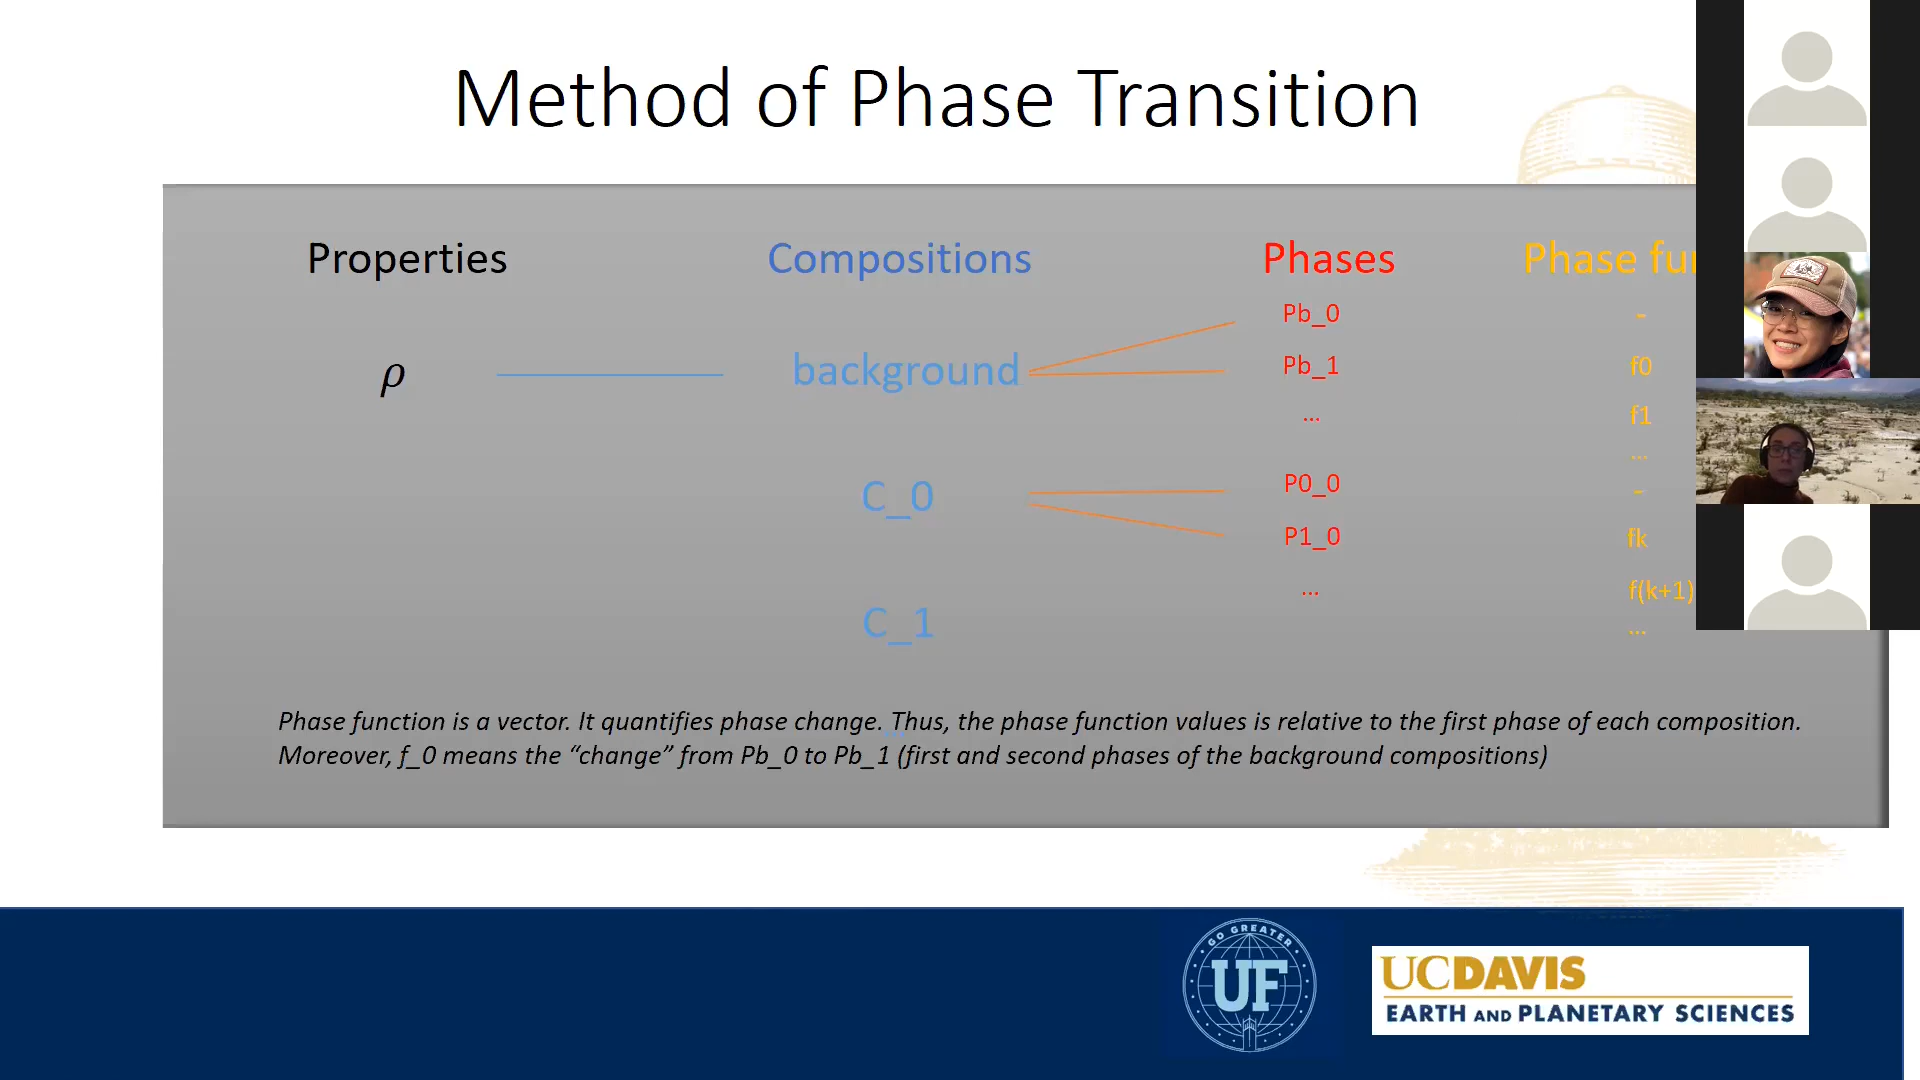 Method of Phase Transition
Properties Compositions Phases Phase
Pb_0 -
ρ background Pb_1 f0
... f1
...
C_0 P0_0 -
P1_0 fk
... f(k+1)
C_1 ...
Phase function is a vector. It quantifies phase change. Thus, the phase function values is relative to the first phase of each composition.
Moreover, f_0 means the “change” from Pb_0 to Pb_1 (first and second phases of the background compositions)
GO GREATER
UF
UCDAVIS
EARTH AND PLANETARY SCIENCES